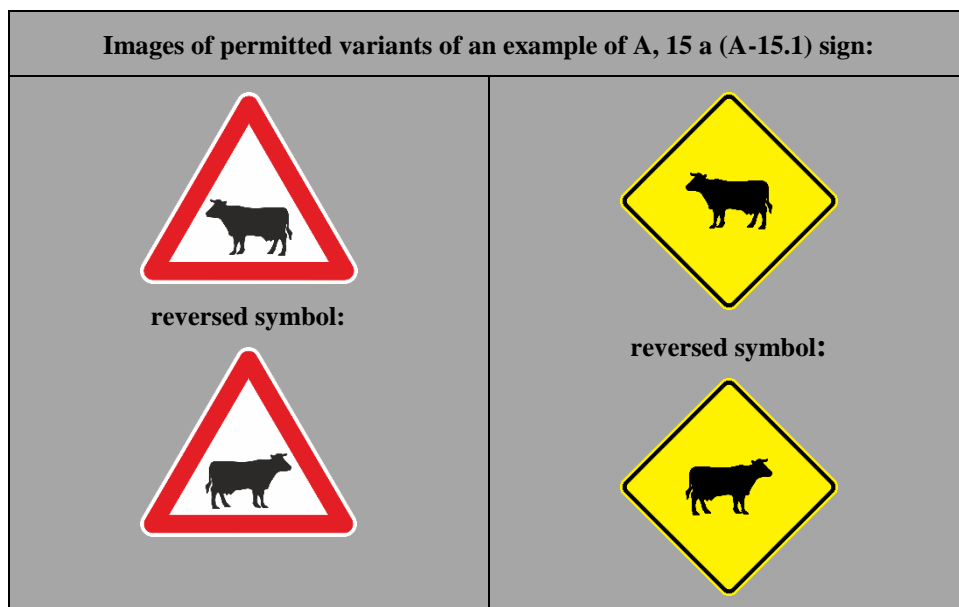 Images of permitted variants of an example of A, 15 a (A-15.1) sign:
reversed symbol:
reversed symbol: